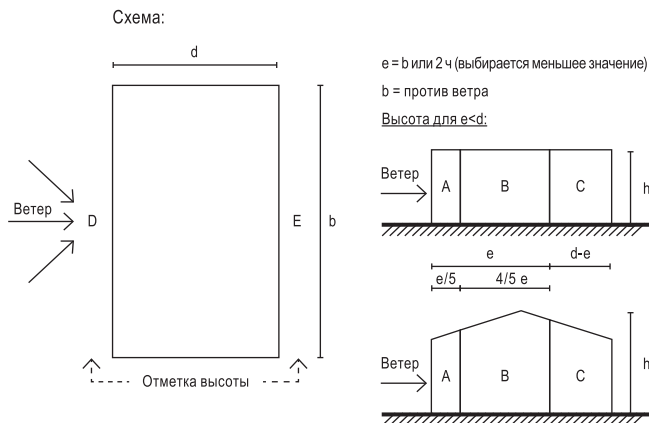 Схема:
d
Ветер
D
E
b
Отметка высоты
e = b или 2 ч (выбирается меньшее значение)
b = против ветра
Высота для e<d:
Ветер
A
B
C
h
e
d-e
e/5
4/5 e
Ветер
A
B
C
h